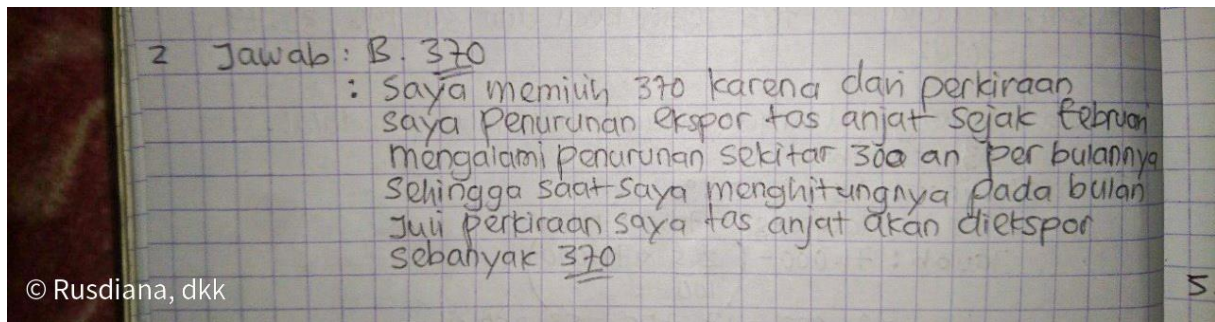 2 Jawab : B. 370
: Saya memilih 370 karena dari perkiraan
saya Penurunan ekspor tas anjat sejak februari
mengalami penurunan sekitar 300 an per bulannya
Sehingga saat saya menghitungnya pada bulan
Juli perkiraan saya tas anjat akan diekspor
sebanyak 370
5.
© Rusdiana, dkk